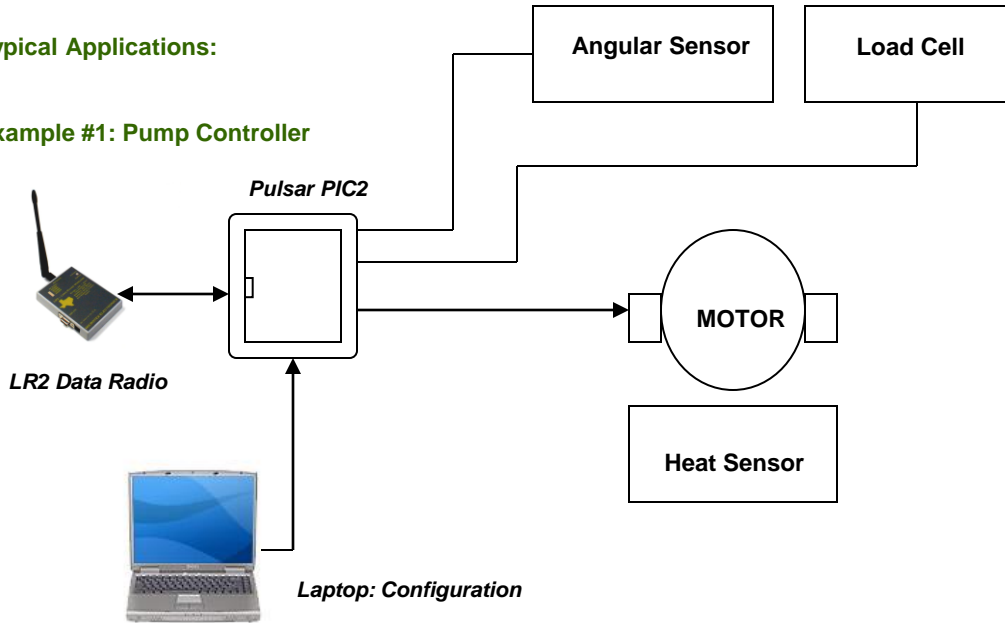 ypical Applications:
Angular Sensor
Load Cell
xample #1: Pump Controller
Pulsar PIC2
MOTOR
LR2 Data Radio
Heat Sensor
Laptop: Configuration